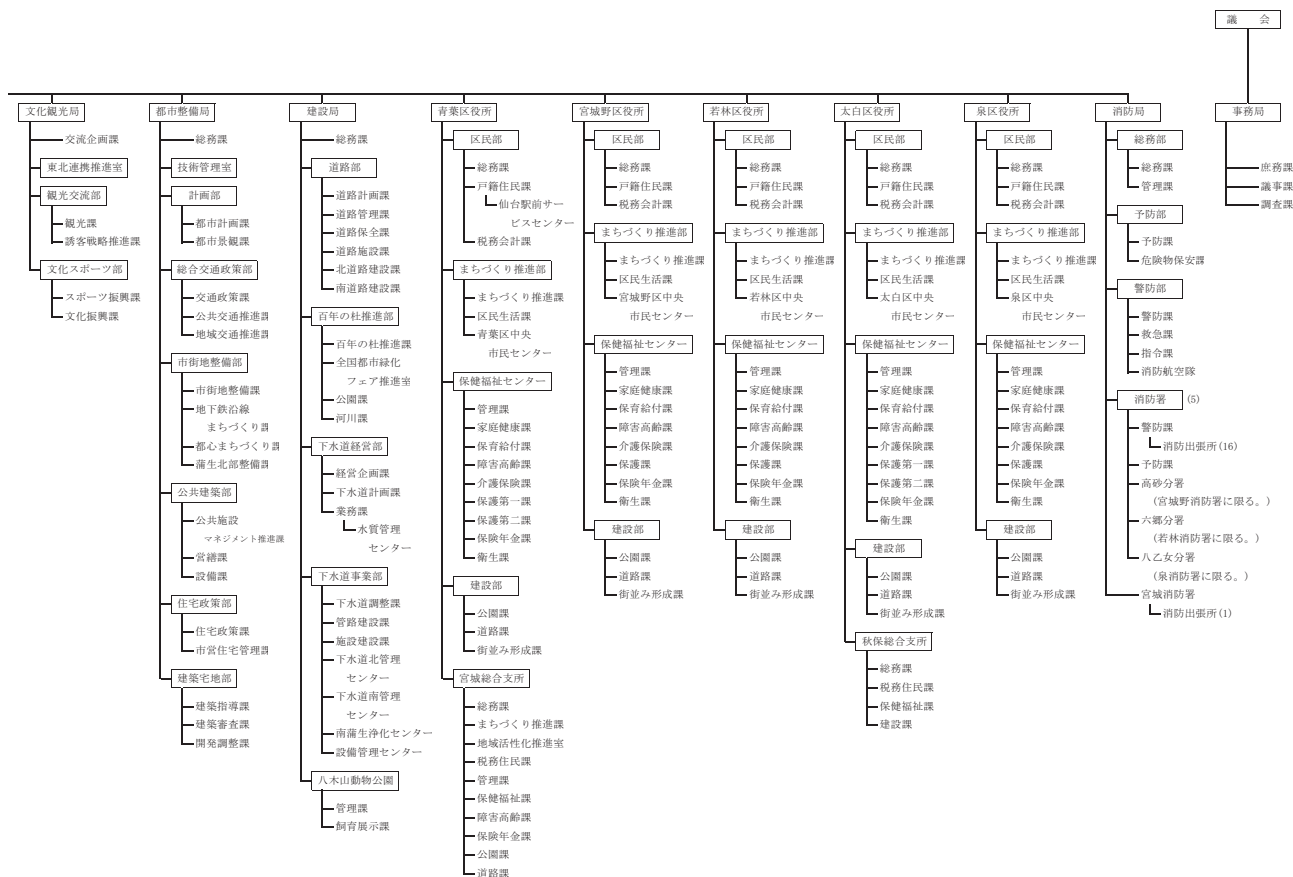 議　会
文化観光局
交流企画課
東北連携推進室
観光交流部
観光課
誘客戦略推進課
文化スポーツ部
スポーツ振興課
文化振興課
都市整備局
総務課
技術管理室
計画部
都市計画課
都市景観課
総合交通政策部
交通政策課
公共交通推進課
地域交通推進課
市街地整備部
市街地整備課
地下鉄沿線
まちづくり課
都心まちづくり課
蒲生北部整備課
公共建築部
公共施設
マネジメント推進課
営繕課
設備課
住宅政策部
住宅政策課
市営住宅管理課
建築宅地部
建築指導課
建築審査課
開発調整課
建設局
総務課
道路部
道路計画課
道路管理課
道路保全課
道路施設課
北道路建設課
南道路建設課
百年の杜推進部
百年の杜推進課
全国都市緑化
フェア推進室
公園課
河川課
下水道経営部
経営企画課
下水道計画課
業務課
水質管理
センター
下水道事業部
下水道調整課
管路建設課
施設建設課
下水道北管理
センター
下水道南管理
センター
南蒲生浄化センター
設備管理センター
八木山動物公園
管理課
飼育展示課
青葉区役所
区民部
総務課
戸籍住民課
仙台駅前サー
ビスセンター
税務会計課
まちづくり推進部
まちづくり推進課
区民生活課
青葉区中央
市民センター
保健福祉センター
管理課
家庭健康課
保育給付課
障害高齢課
介護保険課
保護第一課
保護第二課
保険年金課
衛生課
建設部
公園課
道路課
街並み形成課
宮城総合支所
総務課
まちづくり推進課
地域活性化推進室
税務住民課
管理課
保健福祉課
障害高齢課
保険年金課
公園課
道路課
宮城野区役所
区民部
総務課
戸籍住民課
税務会計課
まちづくり推進部
まちづくり推進課
区民生活課
宮城野区中央
市民センター
保健福祉センター
管理課
家庭健康課
保育給付課
障害高齢課
介護保険課
保護課
保険年金課
衛生課
建設部
公園課
道路課
街並み形成課
若林区役所
区民部
総務課
戸籍住民課
税務会計課
まちづくり推進部
まちづくり推進課
区民生活課
若林区中央
市民センター
保健福祉センター
管理課
家庭健康課
保育給付課
障害高齢課
介護保険課
保護課
保険年金課
衛生課
建設部
公園課
道路課
街並み形成課
太白区役所
区民部
総務課
戸籍住民課
税務会計課
まちづくり推進部
まちづくり推進課
区民生活課
太白区中央
市民センター
保健福祉センター
管理課
家庭健康課
保育給付課
障害高齢課
介護保険課
保護第一課
保護第二課
保険年金課
衛生課
建設部
公園課
道路課
街並み形成課
秋保総合支所
総務課
税務住民課
保健福祉課
建設課
泉区役所
区民部
総務課
戸籍住民課
税務会計課
まちづくり推進部
まちづくり推進課
区民生活課
泉区中央
市民センター
保健福祉センター
管理課
家庭健康課
保育給付課
障害高齢課
介護保険課
保護課
保険年金課
衛生課
建設部
公園課
道路課
街並み形成課
消防局
総務部
総務課
管理課
予防部
予防課
危険物保安課
警防部
警防課
救急課
指令課
消防航空隊
消防署 (5)
警防課
消防出張所(16)
予防課
高砂分署
(宮城野消防署に限る。)
六郷分署
(若林消防署に限る。)
八乙女分署
(泉消防署に限る。)
宮城消防署
消防出張所(1)
事務局
庶務課
議事課
調査課